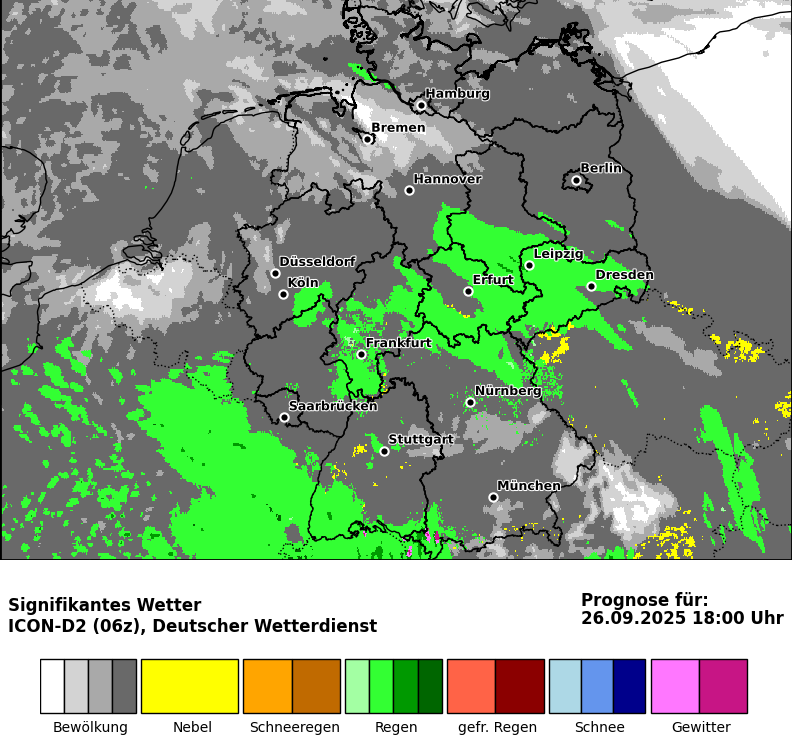 Hamburg
Bremen
Hannover
Berlin
Düsseldorf
Köln
Leipzig
Erfurt
Dresden
Frankfurt
Saarbrücken
Nürnberg
Stuttgart
München
Signifikantes Wetter
ICON-D2 (06z), Deutscher Wetterdienst
Prognose für:
26.09.2025 18:00 Uhr
Bewölkung
Nebel
Schneeregen
Regen
gefr. Regen
Schnee
Gewitter